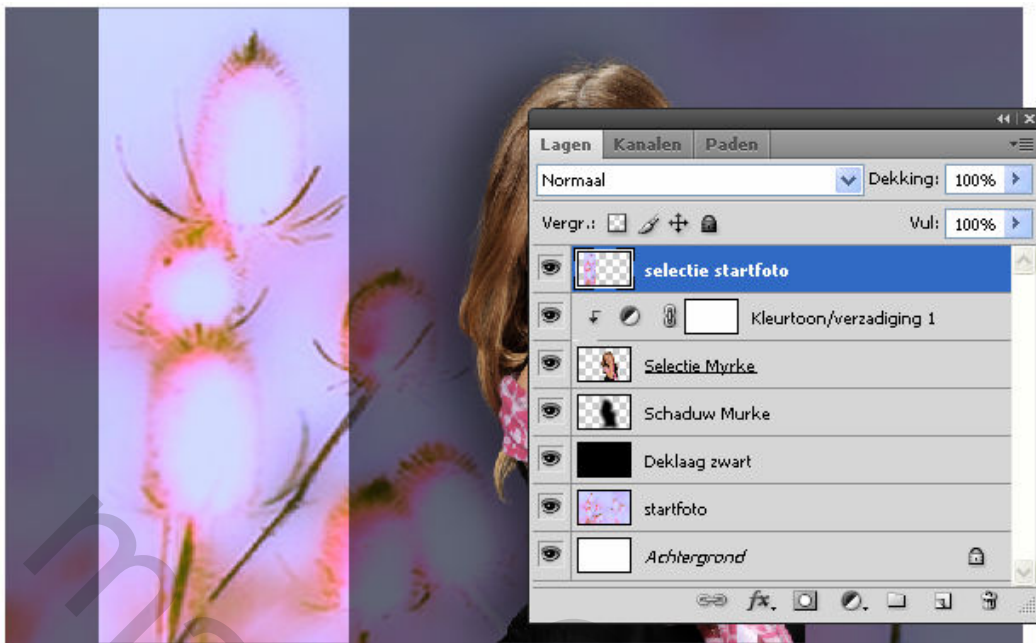 Lagen Kanalen Paden
Normaal Dekking: 100%
Vergr.: Vul: 100%
selectie startfoto
Kleurtoon/verzadiging 1
Selectie Myrke
Schaduw Murke
Deklaag zwart
startfoto
Achtergrond
fx.